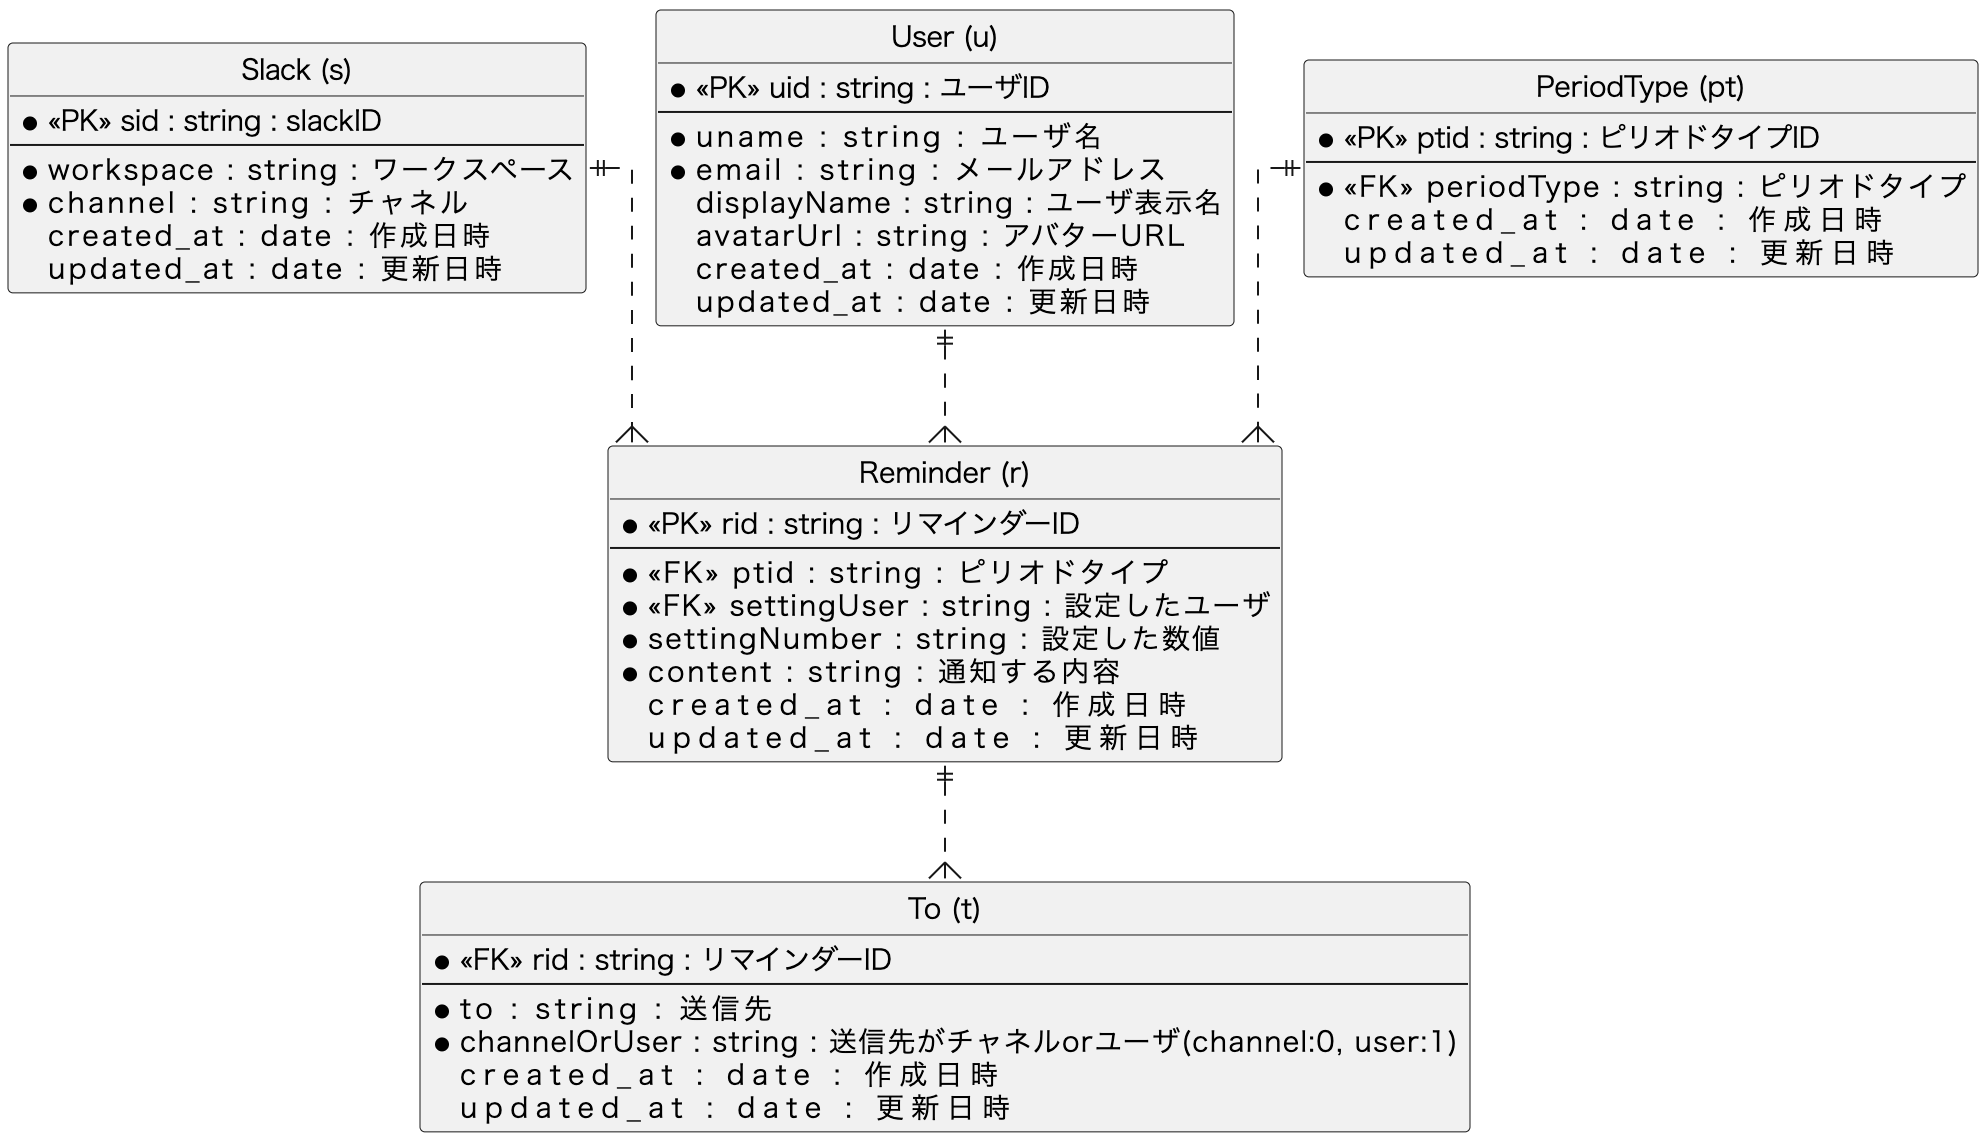 Slack (s)
«PK» sid : string : slackID
workspace : string : ワークスペース
channel : string : チャネル
created_at : date : 作成日時
updated_at : date : 更新日時
User (u)
«PK» uid : string : ユーザID
uname : string : ユーザ名
email : string : メールアドレス
displayName : string : ユーザ表示名
avatarUrl : string : アバターURL
created_at : date : 作成日時
updated_at : date : 更新日時
PeriodType (pt)
«PK» ptid : string : ピリオドタイプID
«FK» periodType : string : ピリオドタイプ
created_at : date : 作成日時
updated_at : date : 更新日時
Reminder (r)
«PK» rid : string : リマインダーID
«FK» ptid : string : ピリオドタイプ
«FK» settingUser : string : 設定したユーザ
settingNumber : string : 設定した数値
content : string : 通知する内容
created_at : date : 作成日時
updated_at : date : 更新日時
To (t)
«FK» rid : string : リマインダーID
to : string : 送信先
channelOrUser : string : 送信先がチャネルorユーザ(channel:0, user:1)
created_at : date : 作成日時
updated_at : date : 更新日時